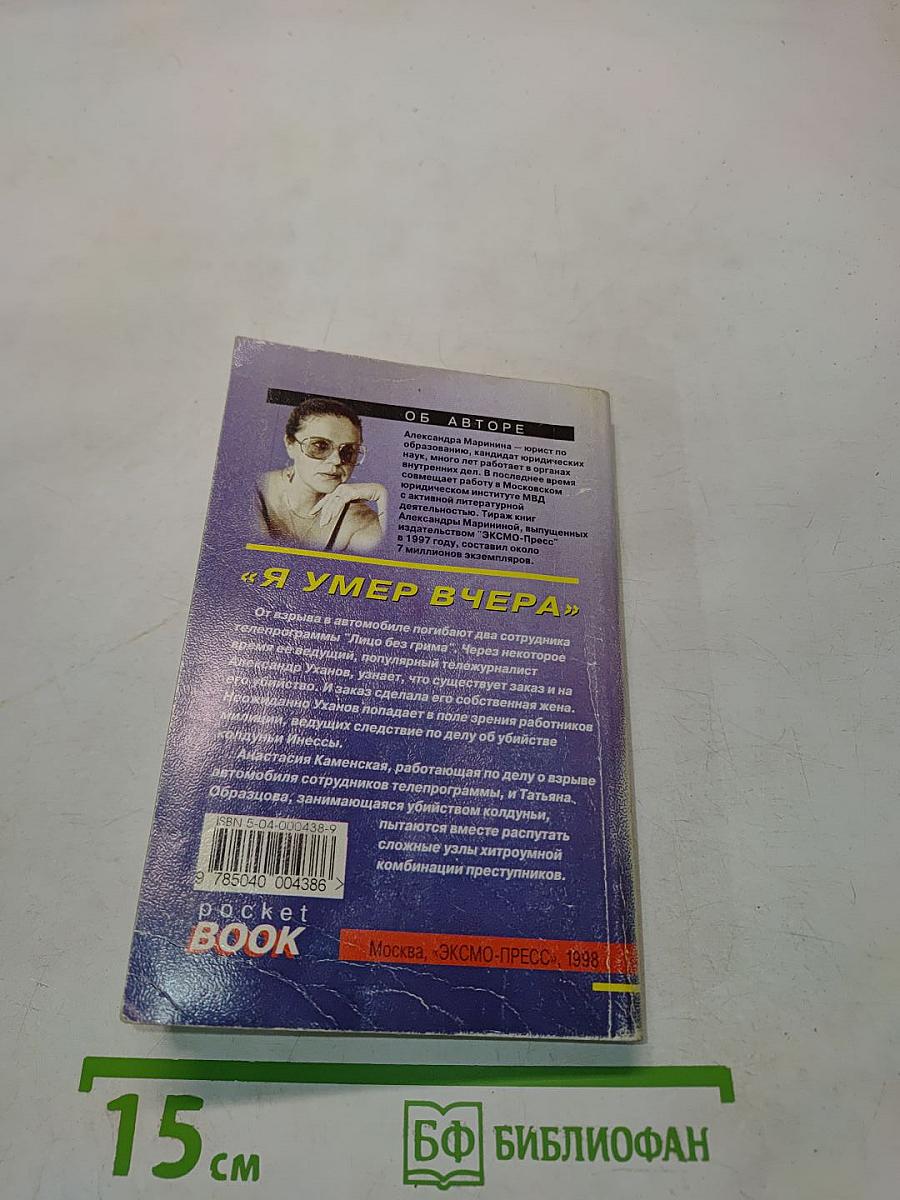 ОБ АВТОРЕ
Александра Маринина — юрист по
образованию, кандидат юридических
наук, много лет работает в органах
внутренних дел. В последнее время
совмещает работу в Московском
юридическом институте МВД
с активной литературной
деятельностью. Тираж книг
Александры Марининой, выпущенных
издательством "ЭКСМО-Пресс"
в 1997 году, составил около
7 миллионов экземпляров.
«Я УМЕР ВЧЕРА»
От взрыва в автомобиле погибают два сотрудника
телепрограммы "Лицо без грима". Через некоторое
время ее ведущий, популярный тележурналист
Александр Уханов, узнает, что существует заказ и на
его убийство. И заказ сделала его собственная жена.
Неожиданно Уханов попадает в поле зрения работников
милиции, ведущих следствие по делу об убийстве
колдуньи Инессы.
Анастасия Каменская, работающая по делу о взрыве
автомобиля сотрудников телепрограммы, и Татьяна
Образцова, занимающаяся убийством колдуньи,
пытаются вместе распутать
сложные узлы хитроумной
комбинации преступников.
ISBN 5-04-000438-9
9 785040 004386 >
pocket
BOOK
Москва, «ЭКСМО-ПРЕСС», 1998
15 см
БФ БИБЛИОФАН